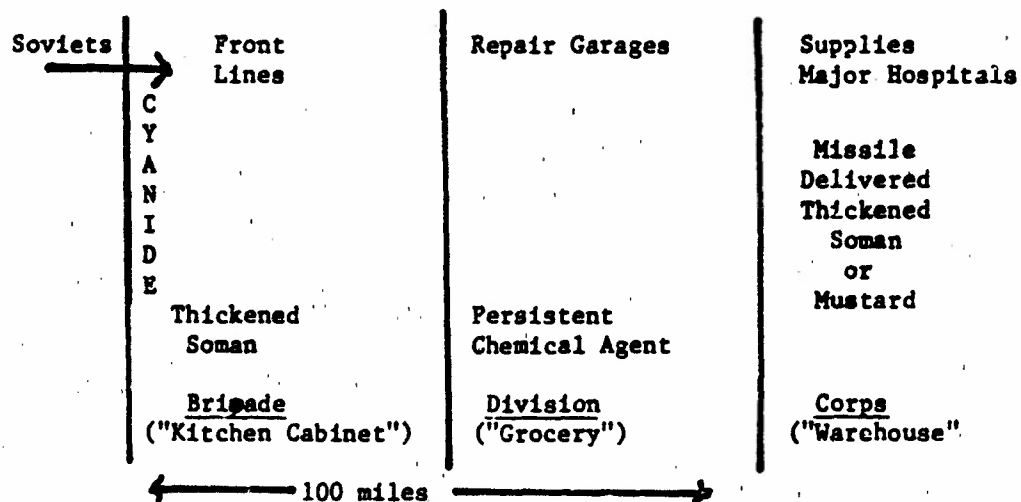 Soviets
Front
Lines
C
Y
A
N
I
D
E
Thickened
Soman
Brigade
("Kitchen Cabinet")
Repair Garages
Persistent
Chemical Agent
Division
("Grocery")
Supplies
Major Hospitals
Missile
Delivered
Thickened
Soman
or
Mustard
Corps
("Warehouse"
100 miles